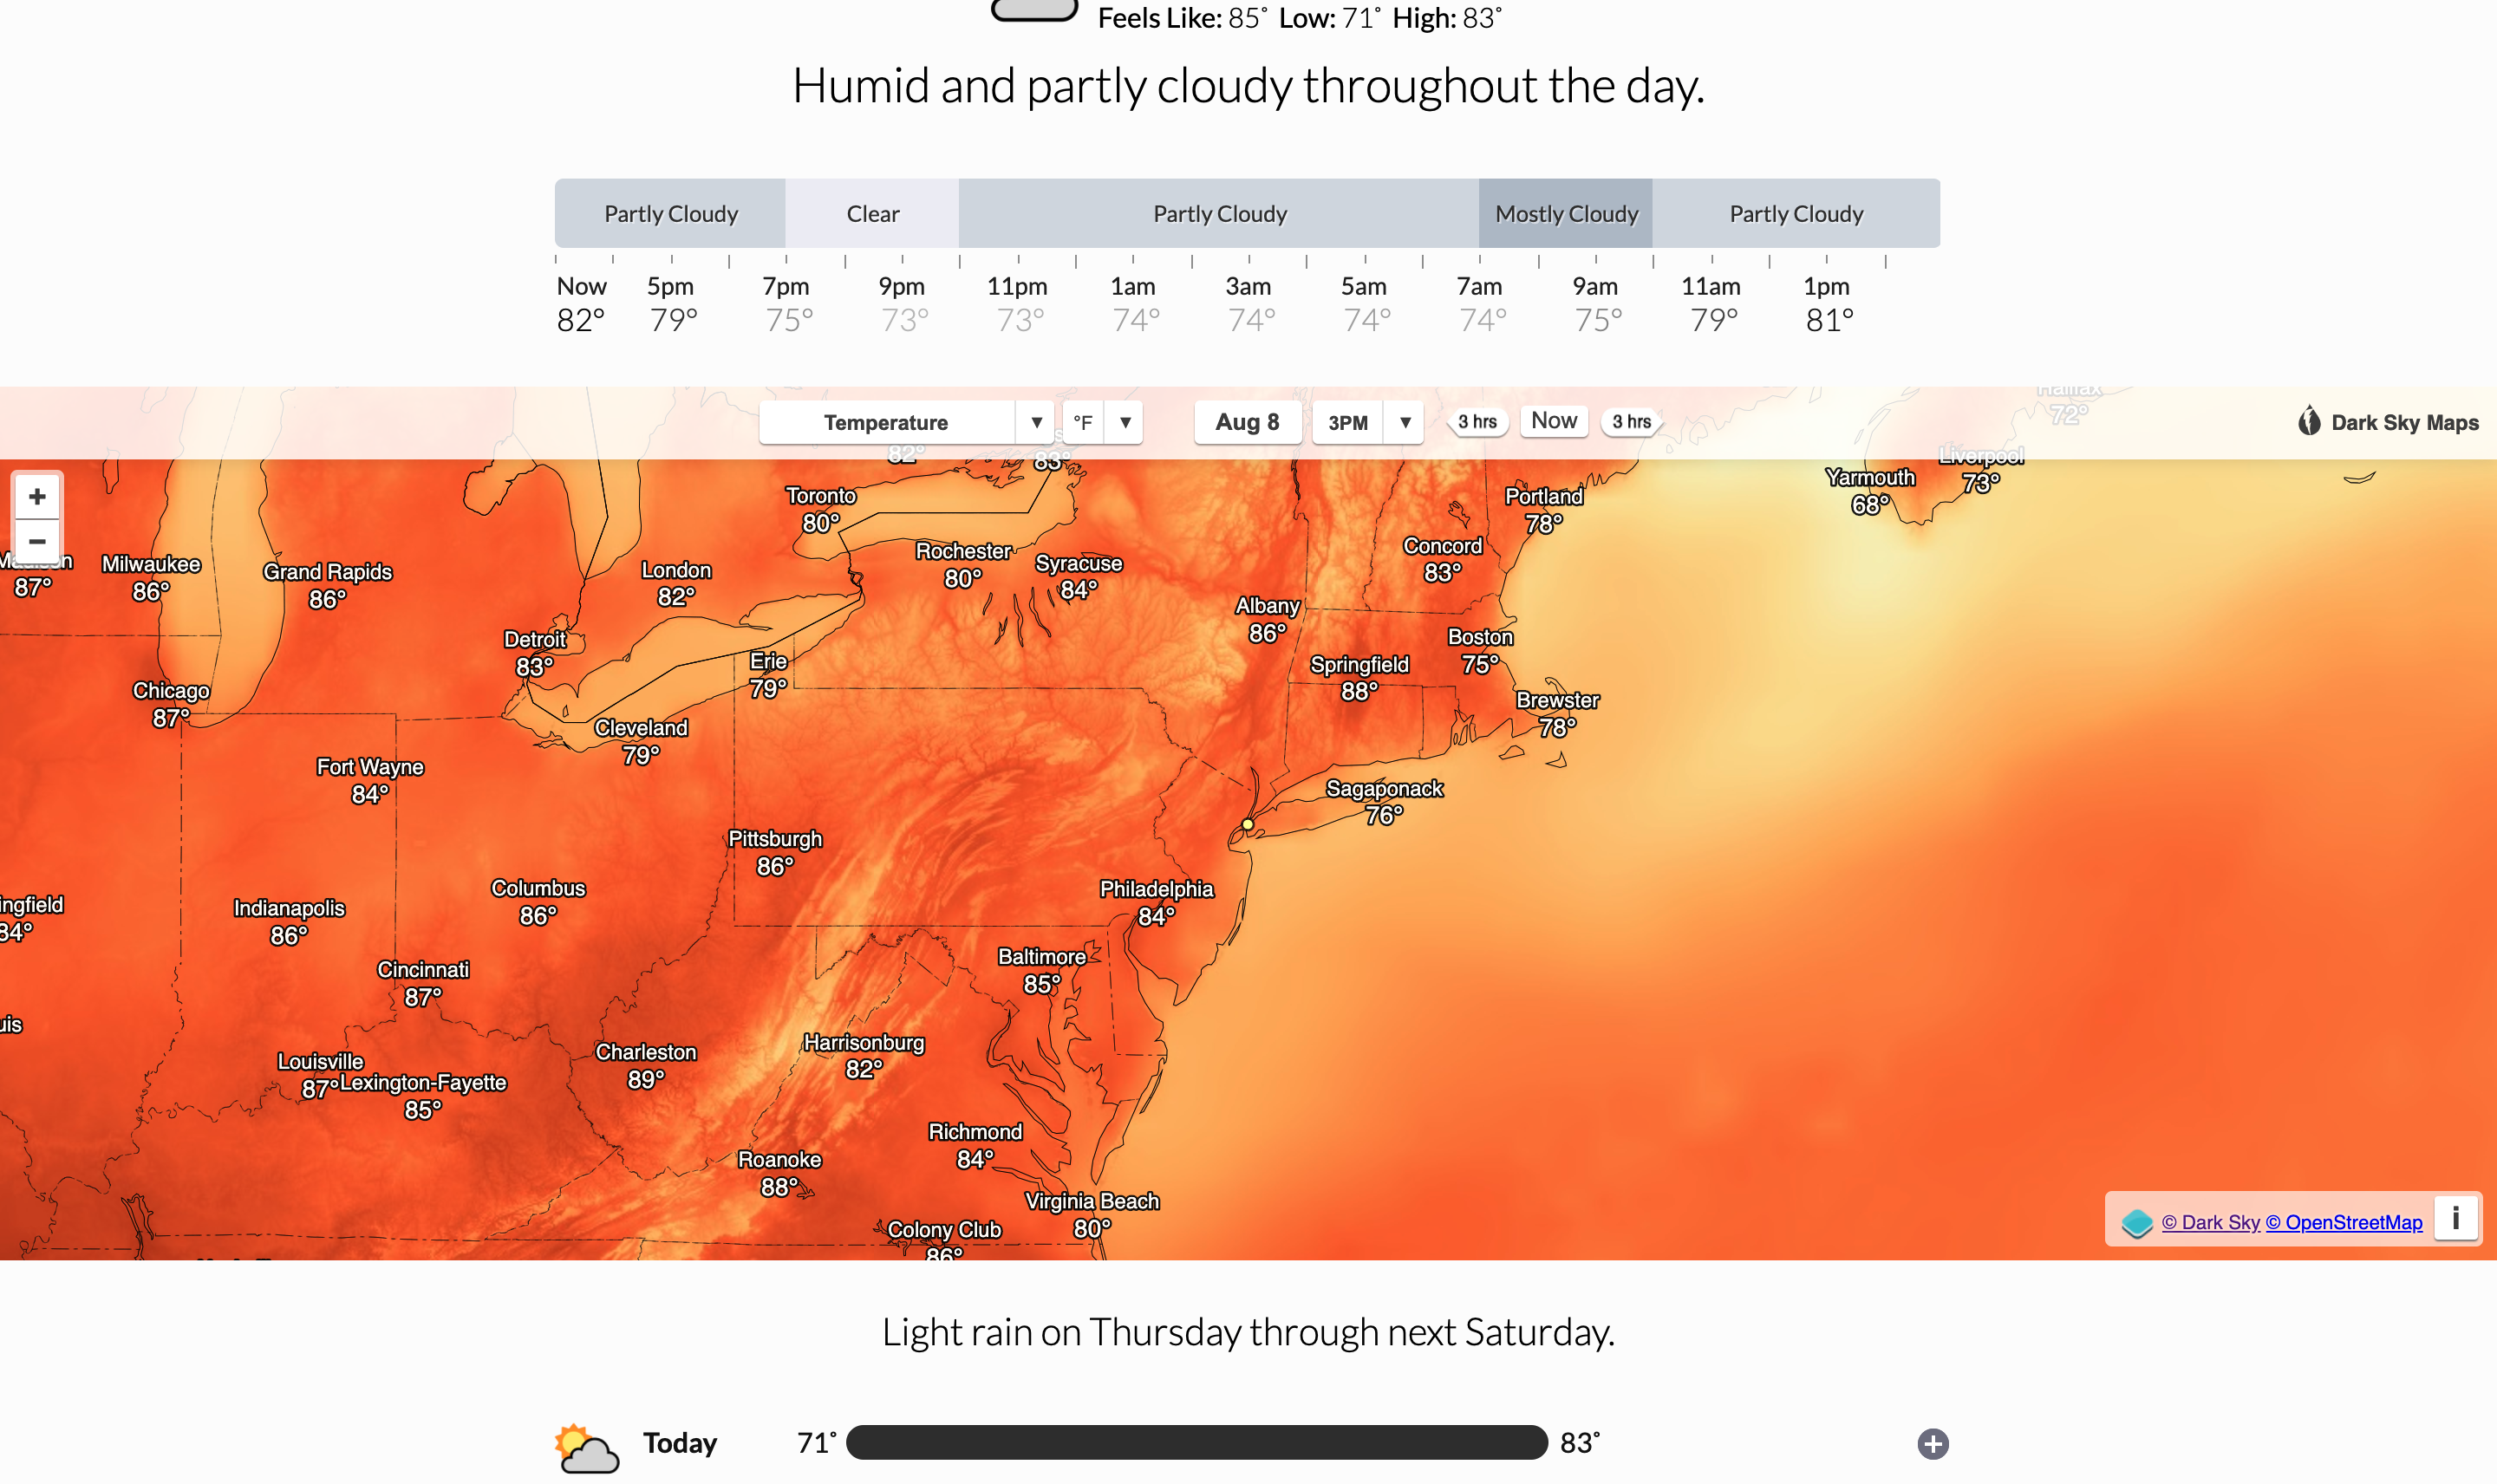 Feels Like: 85˚ Low: 71˚ High: 83˚
Humid and partly cloudy throughout the day.
Partly Cloudy Clear Partly Cloudy Mostly Cloudy Partly Cloudy
Now 5pm 7pm 9pm 11pm 1am 3am 5am 7am 9am 11am 1pm
82° 79° 75° 73° 73° 74° 74° 74° 74° 75° 79° 81°
Halifax
72°
Temperature ▼ °F ▼ Aug 8 3PM ▼ 3 hrs Now 3 hrs
Dark Sky Maps
82°
83°
Liverpool
73°
Yarmouth
68°
+
−
Toronto
80°
Portland
78°
Concord
83°
Rochester
80°
Syracuse
84°
87°
Milwaukee
86°
Grand Rapids
86°
London
82°
Albany
86°
Detroit
83°
Boston
75°
Erie
79°
Springfield
88°
Chicago
87°
Brewster
78°
Cleveland
79°
Fort Wayne
84°
Sagaponack
76°
Pittsburgh
86°
Columbus
86°
Philadelphia
84°
ingfield
84°
Indianapolis
86°
Baltimore
85°
Cincinnati
87°
uis
Harrisonburg
82°
Charleston
89°
Louisville
87°
Lexington-Fayette
85°
Richmond
84°
Roanoke
88°
Virginia Beach
80°
Colony Club
86°
© Dark Sky © OpenStreetMap
i
Light rain on Thursday through next Saturday.
Today 71˚ 83˚
+